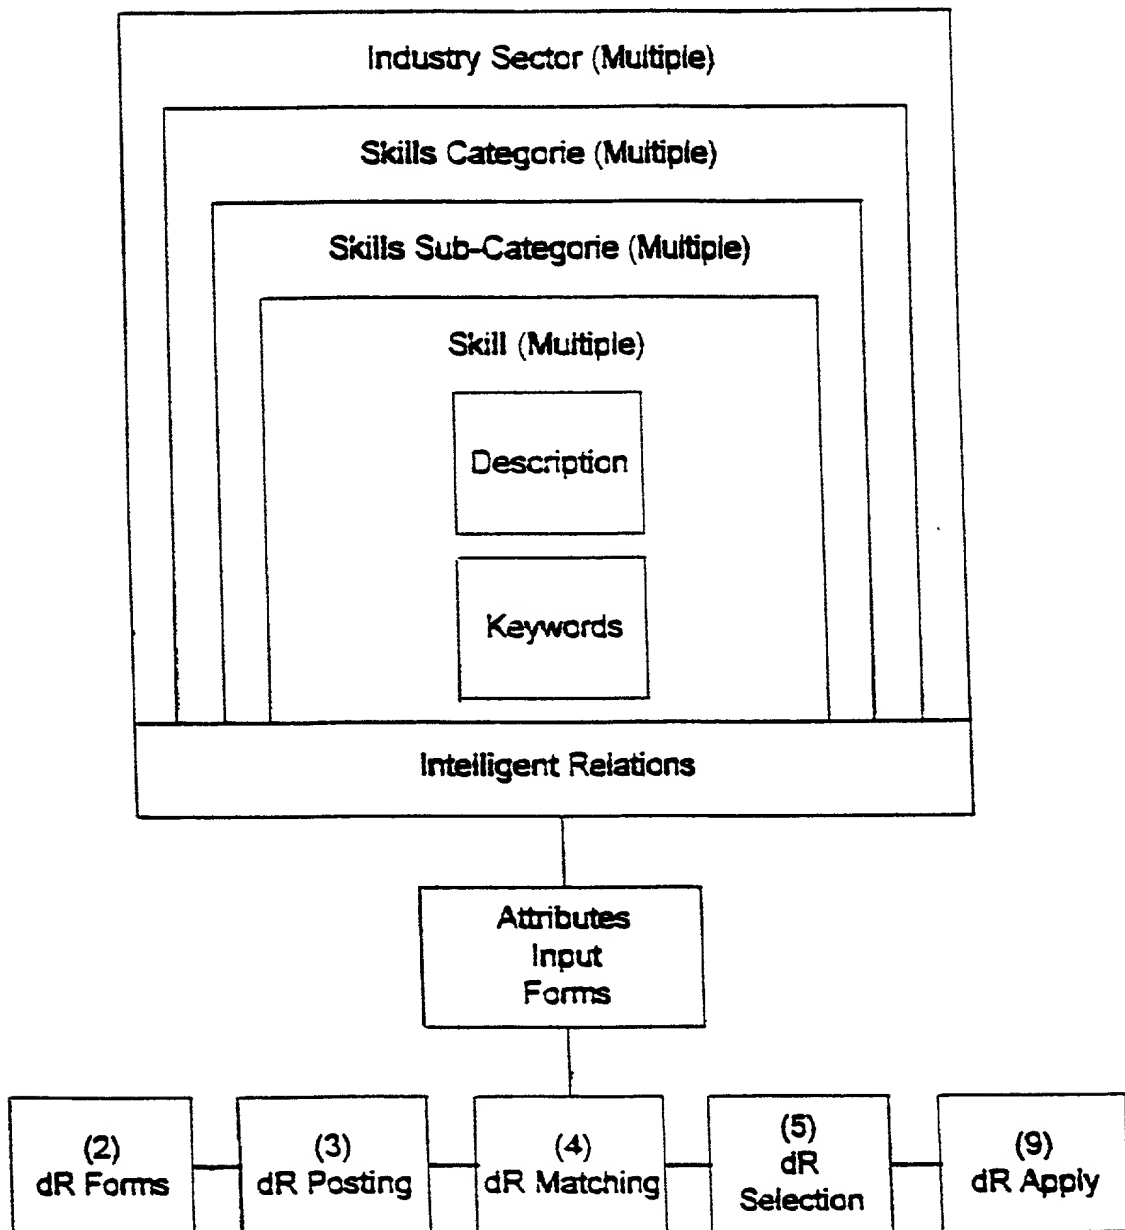 Industry Sector (Multiple)
Skills Categorie (Multiple)
Skills Sub-Categorie (Multiple)
Skill (Multiple)
Description
Keywords
Intelligent Relations
Attributes
Input
Forms
(2)
dR Forms
(3)
dR Posting
(4)
dR Matching
(5)
dR
Selection
(9)
dR Apply